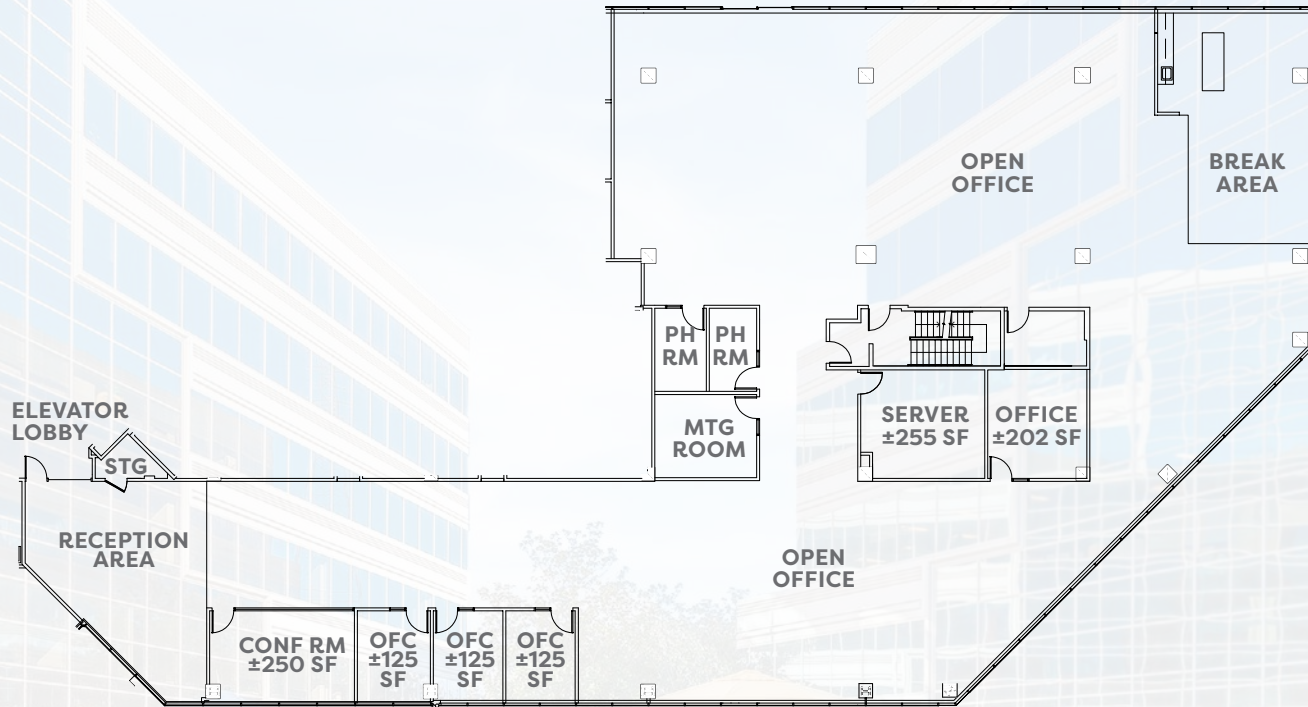 OPEN
OFFICE
BREAK
AREA
PH
RM
PH
RM
MTG
ROOM
SERVER
±255 SF
OFFICE
±202 SF
ELEVATOR
LOBBY
STG
RECEPTION
AREA
OPEN
OFFICE
CONF RM
±250 SF
OFC
±125
SF
OFC
±125
SF
OFC
±125
SF